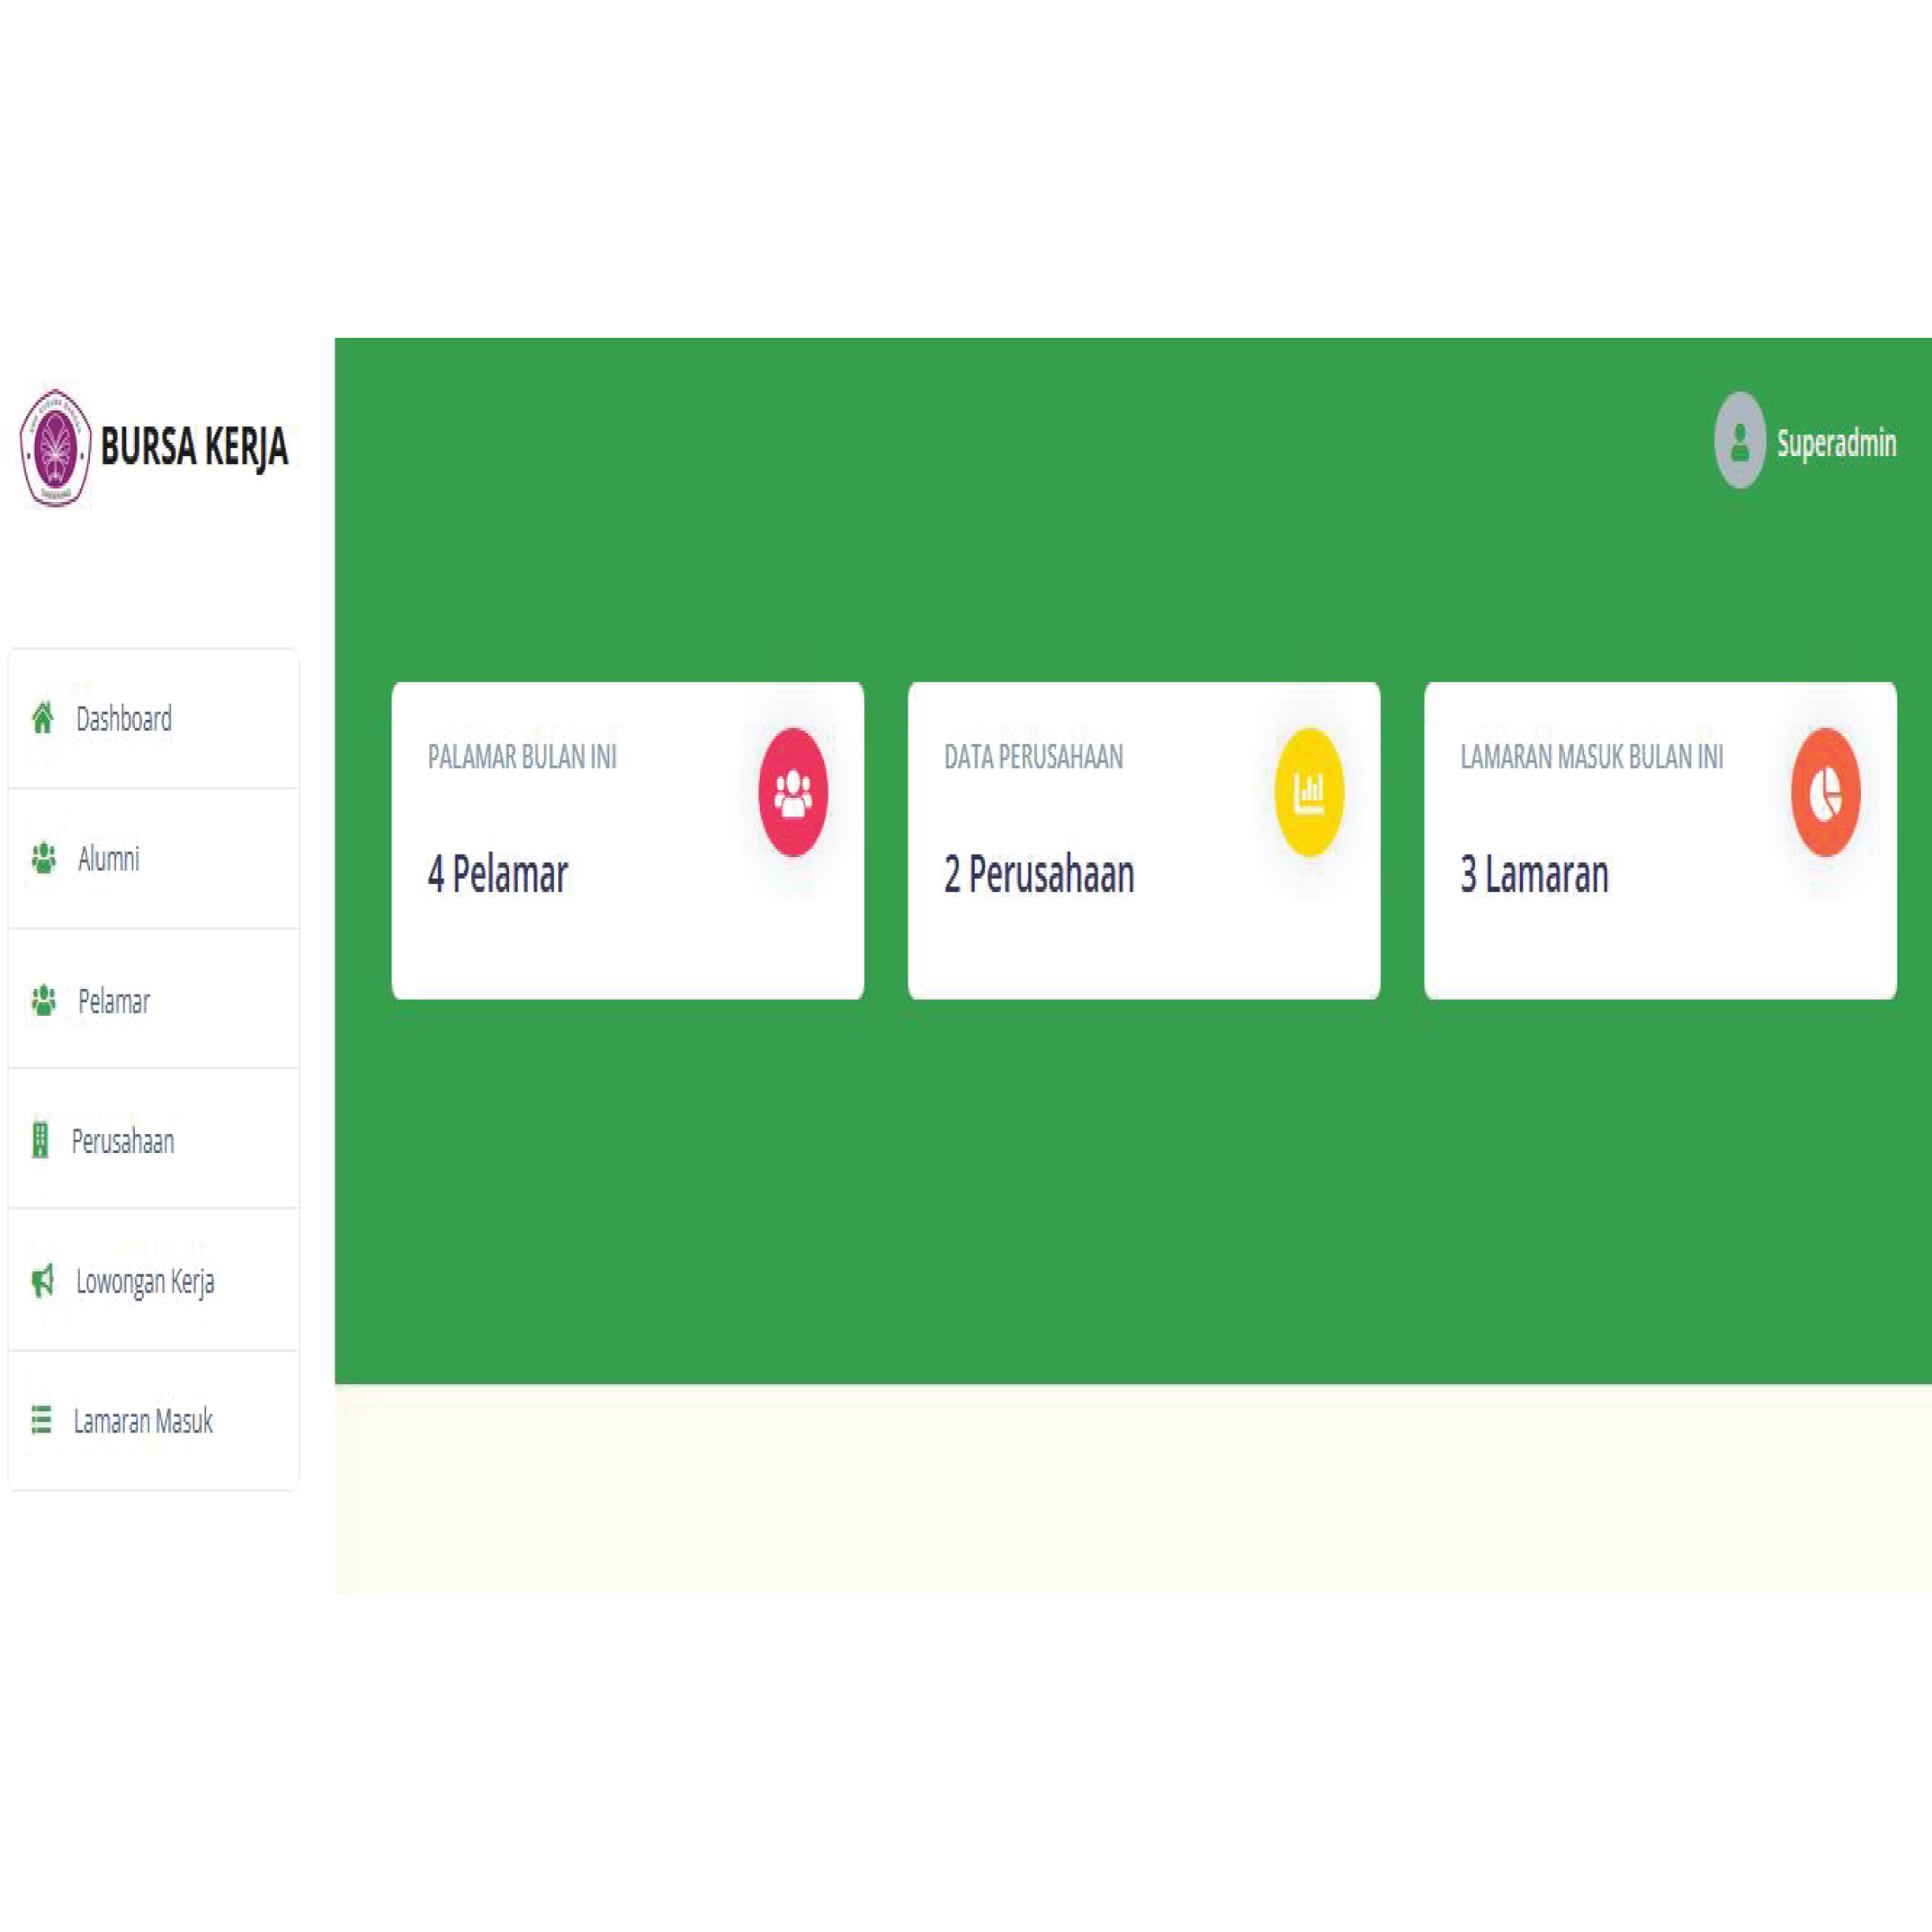 BURSA KERJA
Superadmin
Dashboard
Alumni
Pelamar
Perusahaan
Lowongan Kerja
Lamaran Masuk
PALAMAR BULAN INI
4 Pelamar
DATA PERUSAHAAN
2 Perusahaan
LAMARAN MASUK BULAN INI
3 Lamaran